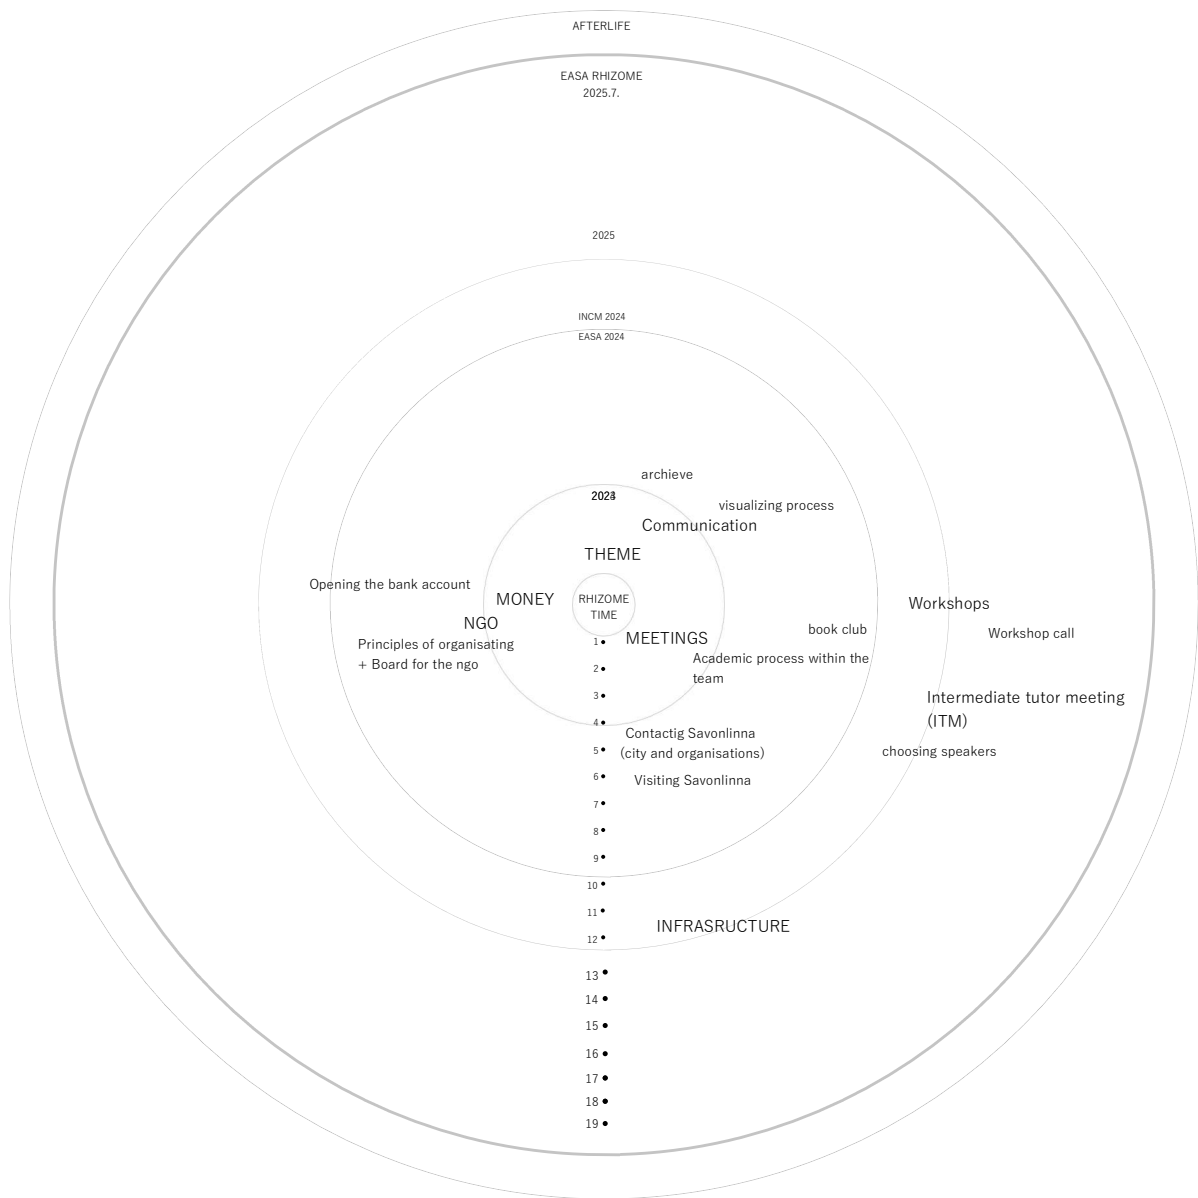 AFTERLIFE
EASA RHIZOME
2025.7.
2025
INCM 2024
EASA 2024
archieve
visualizing process
Communication
THEME
Opening the bank account
MONEY
RHIZOME
TIME
NGO
Principles of organising
+ Board for the ngo
MEETINGS
book club
Academic process within the
team
Workshops
Workshop call
Intermediate tutor meeting
(ITM)
choosing speakers
Contactig Savonlinna
(city and organisations)
Visiting Savonlinna
INFRASRUCTURE
1
2
3
4
5
6
7
8
9
10
11
12
13
14
15
16
17
18
19